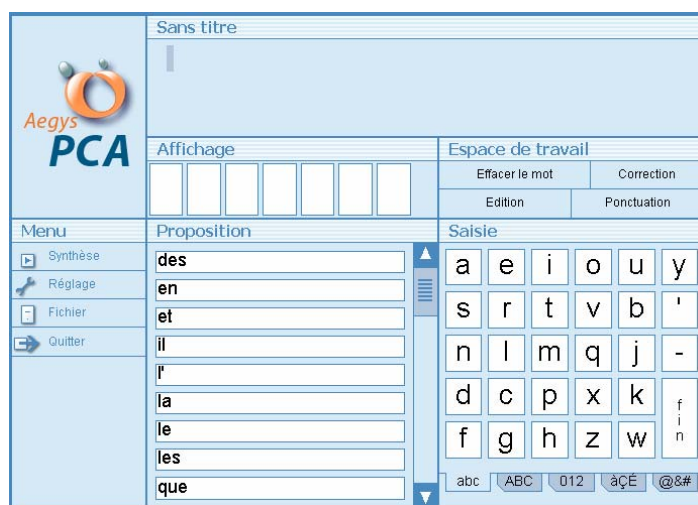 Aegys
PCA
Sans titre
Affichage
Espace de travail
Effacer le mot
Correction
Edition
Ponctuation
Menu
Synthèse
Réglage
Fichier
Quitter
Proposition
des
en
et
il
l'
la
le
les
que
Saisie
a e i o u y
s r t v b '
n l m q j -
d c p x k fin
f g h z w
abc ABC 012 àÇÉ @&#